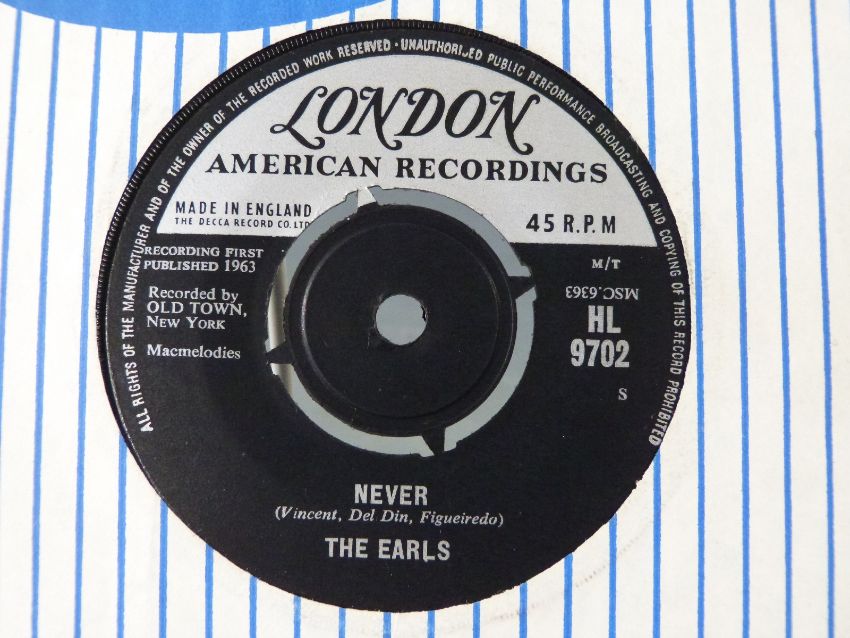 ALL RIGHTS OF THE MANUFACTURER AND OF THE OWNER OF THE RECORDED WORK RESERVED · UNAUTHORISED PUBLIC PERFORMANCE BROADCASTING AND COPYING OF THIS RECORD PROHIBITED
LONDON
AMERICAN RECORDINGS
MADE IN ENGLAND
THE DECCA RECORD CO. LTD
45 R.P.M
RECORDING FIRST
PUBLISHED 1963
M/T
MSC.6363
Recorded by
OLD TOWN,
NEW YORK
HL
9702
Macmelodies
S
NEVER
(Vincent, Del Din, Figueiredo)
THE EARLS